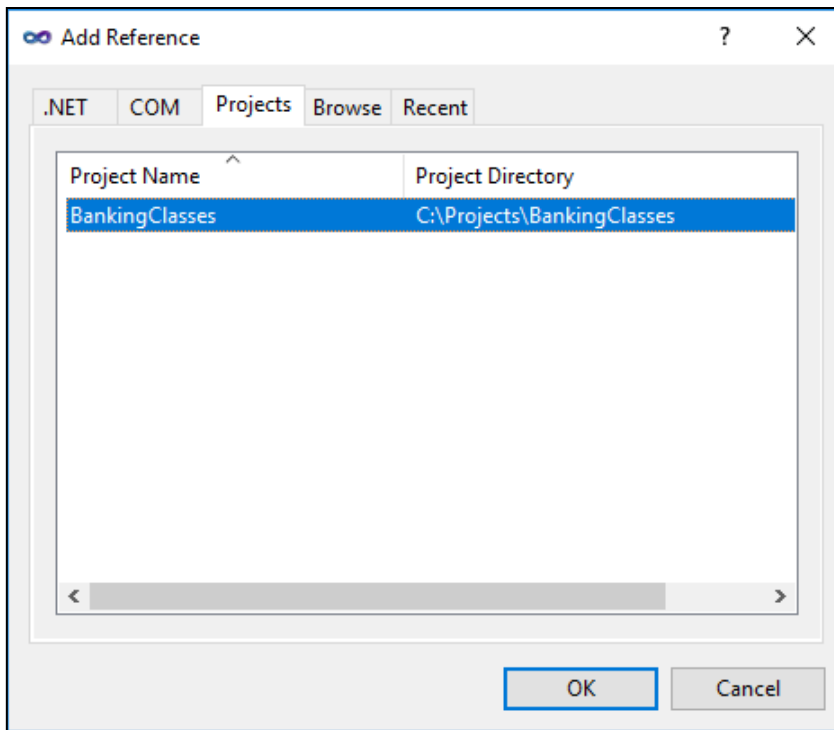 Add Reference ?
.NET COM Projects Browse Recent
Project Name Project Directory
BankingClasses C:\Projects\BankingClasses
OK Cancel